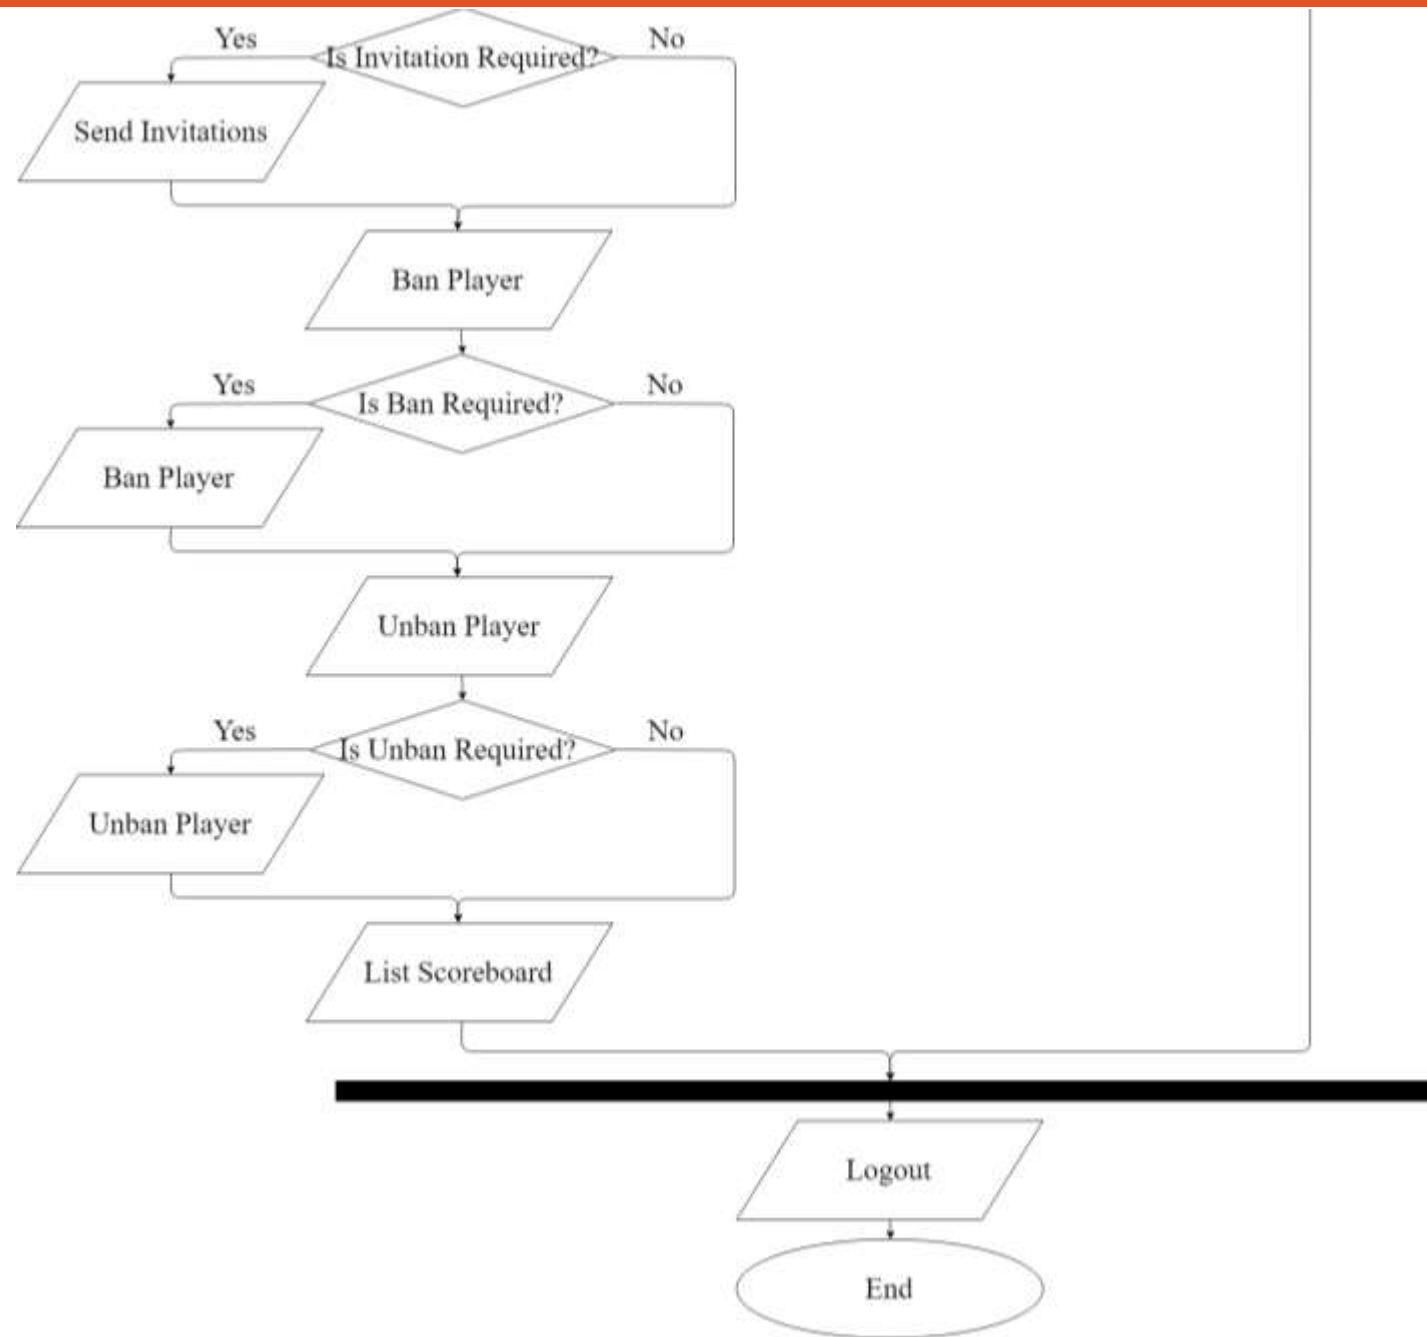 Yes
No
Is Invitation Required?
Send Invitations
Ban Player
Yes
No
Is Ban Required?
Ban Player
Unban Player
Yes
No
Is Unban Required?
Unban Player
List Scoreboard
Logout
End